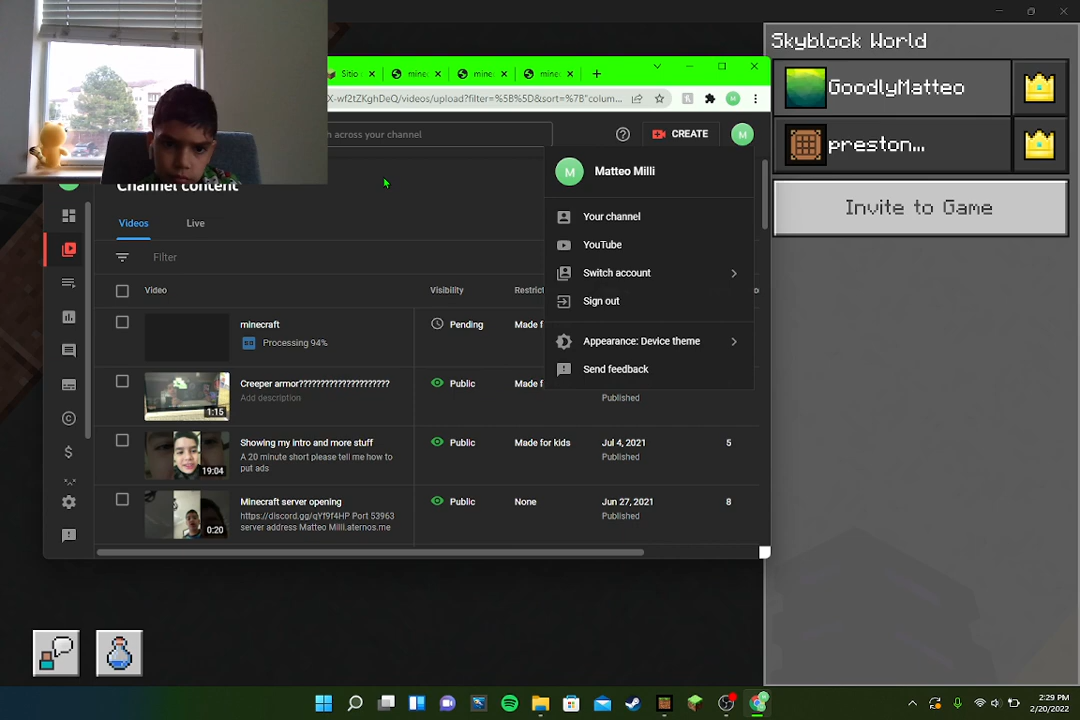 Skyblock World
GoodlyMatteo
preston...
Invite to Game
Sitio
mine
mine
mine
X-wf2tZKghDeQ/videos/upload?filter=%5B%5D&sort=%7B"colum...
h across your channel
CREATE
M
M
Matteo Milli
Channel content
Your channel
YouTube
Switch account
Sign out
Appearance: Device theme
Send feedback
Videos
Live
Filter
Video
Visibility
Restric
minecraft
Processing 94%
Pending
Made f
Creeper armor?????????????????????
Add description
1:15
Public
Made f
Published
Showing my intro and more stuff
A 20 minute short please tell me how to
put ads
19:04
Public
Made for kids
Jul 4, 2021
Published
5
Minecraft server opening
https://discord.gg/qYf9f4HP Port 53963
server address Matteo Milli.aternos.me
0:20
Public
None
Jun 27, 2021
Published
8
2:29 PM
2/20/2022